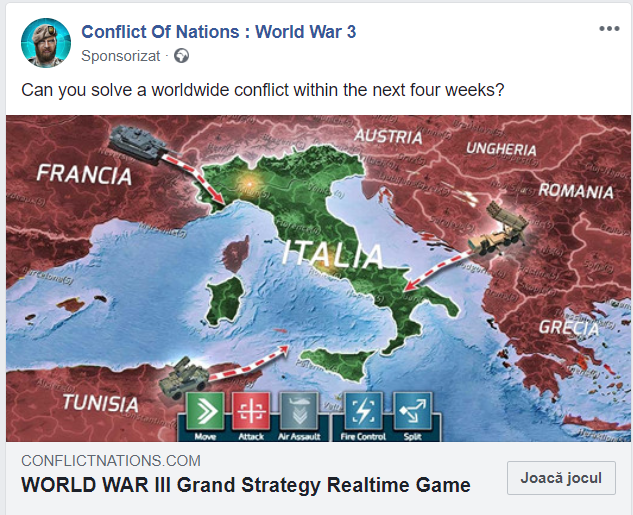 Conflict Of Nations : World War 3
Sponsorizat ·
Can you solve a worldwide conflict within the next four weeks?
AUSTRIA
UNGHERIA
FRANCIA
ROMANIA
ITALIA
GRECIA
TUNISIA
Move
Attack
Air Assault
Fire Control
Split
CONFLICTNATIONS.COM
WORLD WAR III Grand Strategy Realtime Game
Joacă jocul